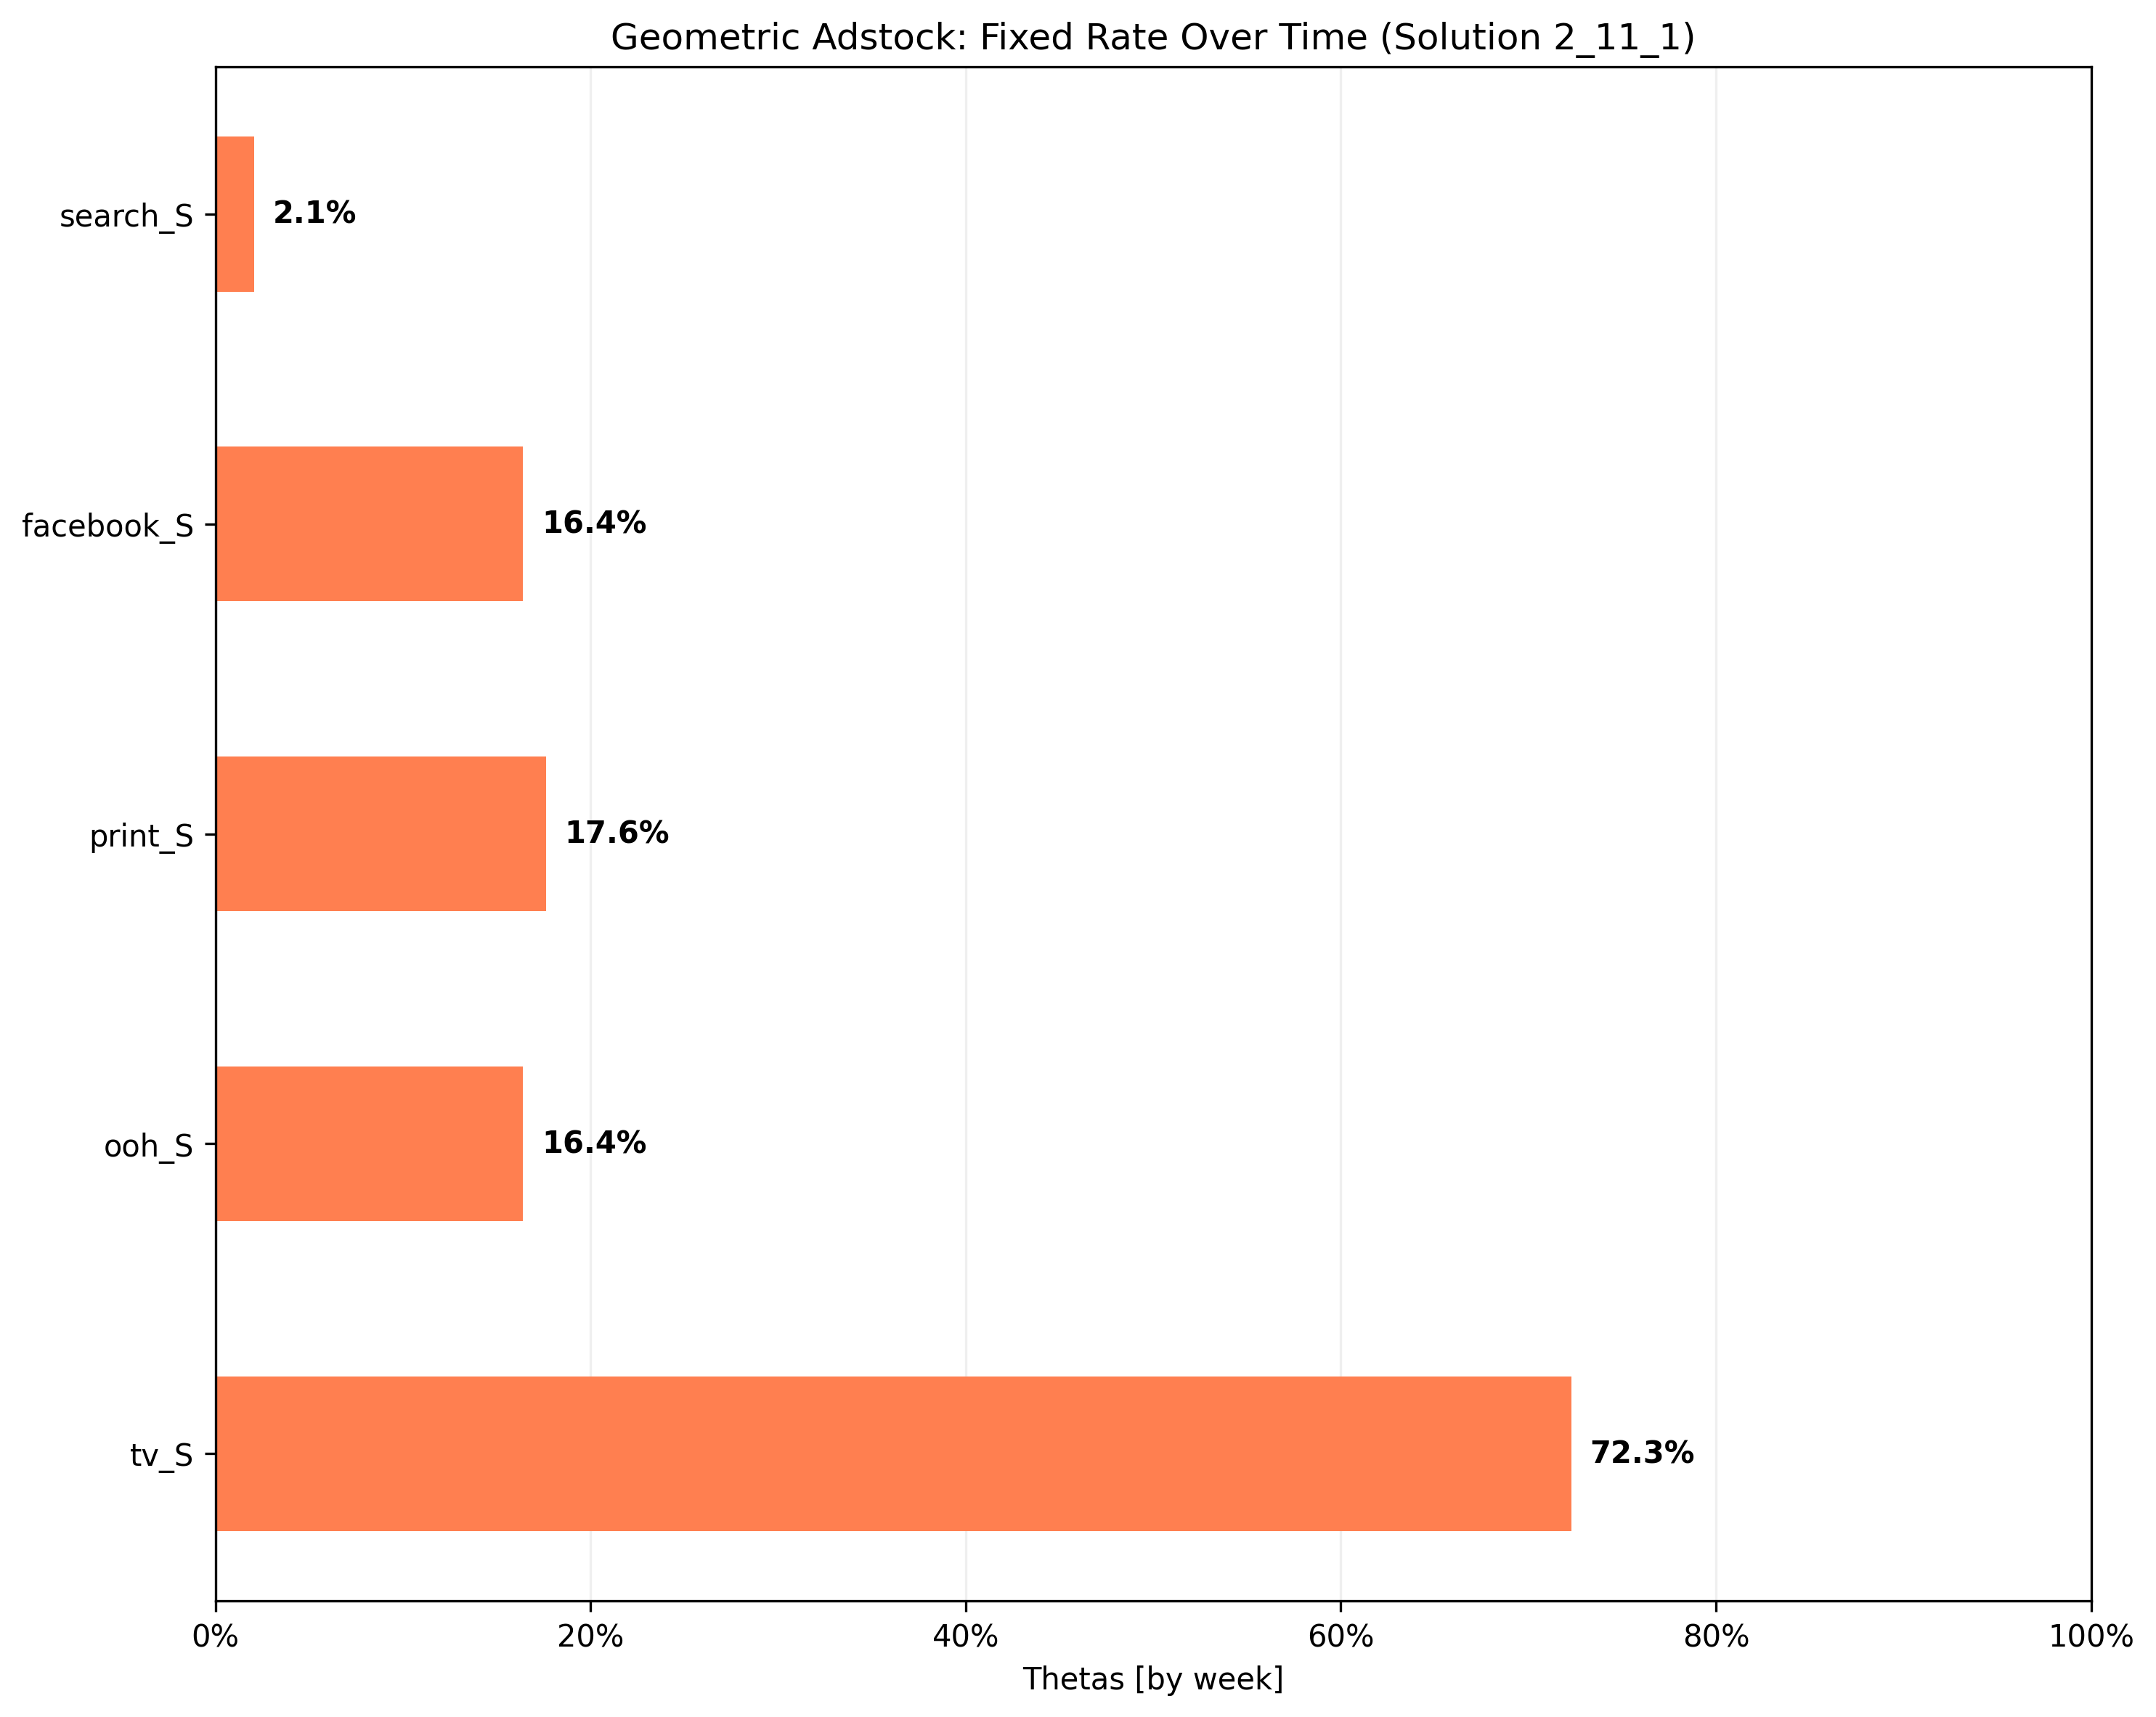 Geometric Adstock: Fixed Rate Over Time (Solution 2_11_1)
search_S
2.1%
facebook_S
16.4%
print_S
17.6%
ooh_S
16.4%
tv_S
72.3%
0%
20%
40%
60%
80%
100%
Thetas [by week]